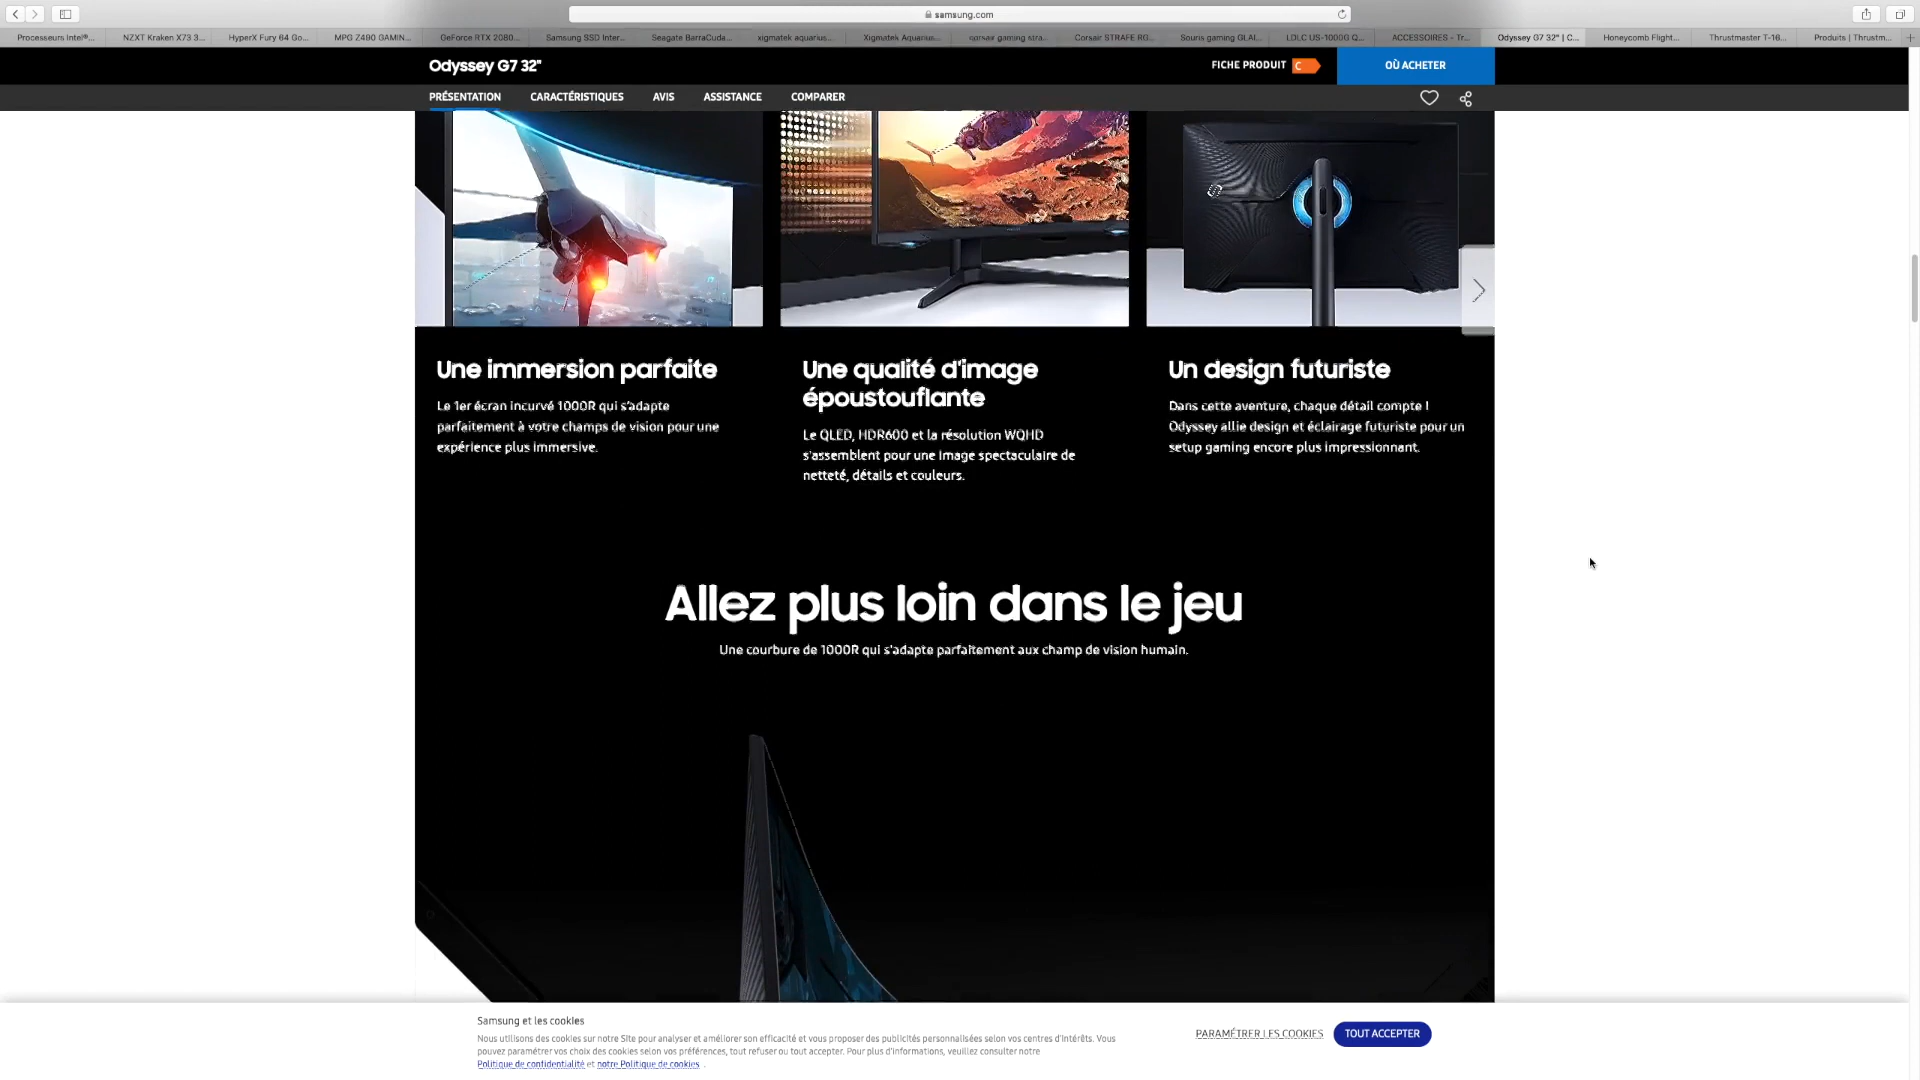 samsung.com
Processeurs Intel®...
NZXT Kraken X73 3...
HyperX Fury 64 Go...
MPG Z490 GAMIN...
GeForce RTX 2080...
Samsung SSD Inter...
Seagate BarraCuda...
xigmatek aquarius...
Xigmatek Aquarius...
corsair gaming stra...
Corsair STRAFE RG...
Souris gaming GLAI...
LDLC US-1000G Q...
ACCESSOIRES - Tr...
Odyssey G7 32" | C...
Honeycomb Flight...
Thrustmaster T-16...
Produits | Thrustm...
Odyssey G7 32"
FICHE PRODUIT C
OÙ ACHETER
PRÉSENTATION
CARACTÉRISTIQUES
AVIS
ASSISTANCE
COMPARER
Une immersion parfaite
Le 1er écran incurvé 1000R qui s'adapte
parfaitement à votre champs de vision pour une
expérience plus immersive.
Une qualité d'image
époustouflante
Le QLED, HDR600 et la résolution WQHD
s'assemblent pour une image spectaculaire de
netteté, détails et couleurs.
Un design futuriste
Dans cette aventure, chaque détail compte !
Odyssey allie design et éclairage futuriste pour un
setup gaming encore plus impressionnant.
Allez plus loin dans le jeu
Une courbure de 1000R qui s'adapte parfaitement aux champ de vision humain.
Samsung et les cookies
Nous utilisons des cookies sur notre Site pour analyser et améliorer son efficacité et vous proposer des publicités personnalisées selon vos centres d'intérêts. Vous
pouvez paramétrer vos choix des cookies selon vos préférences, tout refuser ou tout accepter. Pour plus d'informations, veuillez consulter notre
Politique de confidentialité et notre Politique de cookies .
PARAMÉTRER LES COOKIES
TOUT ACCEPTER